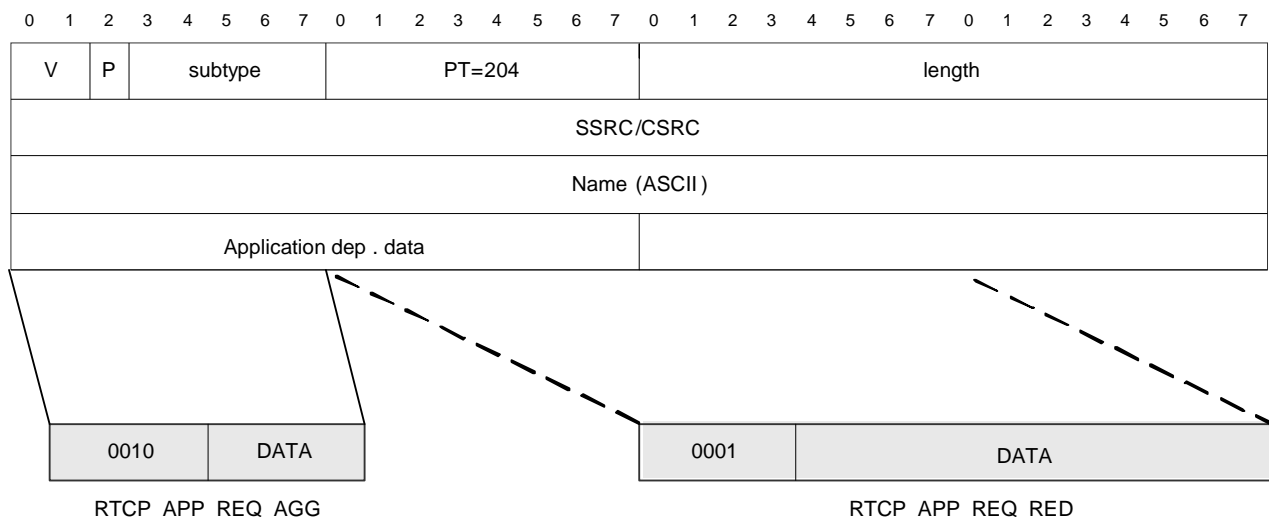 0 1 2 3 4 5 6 7 0 1 2 3 4 5 6 7 0 1 2 3 4 5 6 7 0 1 2 3 4 5 6 7
V P subtype PT=204 length
SSRC/CSRC
Name (ASCII)
Application dep . data
0010 DATA 0001 DATA
RTCP APP REQ AGG RTCP APP REQ RED